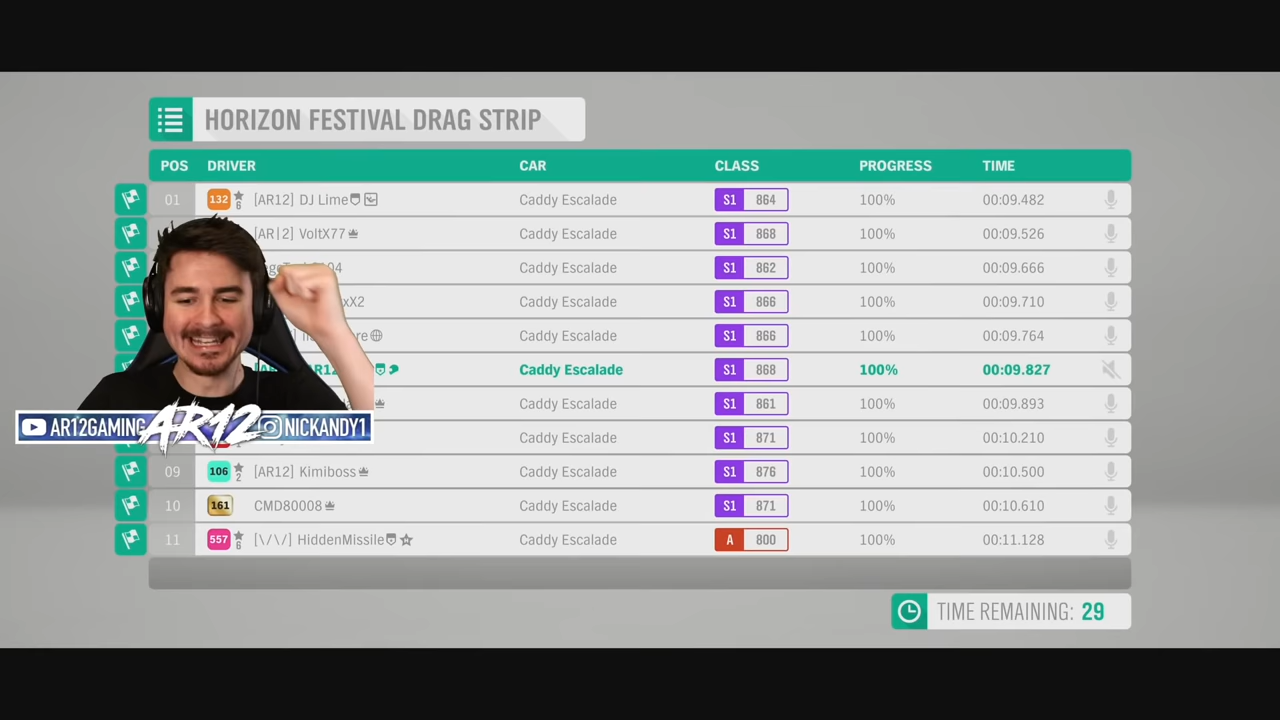 HORIZON FESTIVAL DRAG STRIP
POS DRIVER CAR CLASS PROGRESS TIME
01 132 6 [AR12] DJ Lime Caddy Escalade S1 864 100% 00:09.482
[AR|2] VoltX77 Caddy Escalade S1 868 100% 00:09.526
Caddy Escalade S1 862 100% 00:09.666
Caddy Escalade S1 866 100% 00:09.710
Caddy Escalade S1 866 100% 00:09.764
Caddy Escalade S1 868 100% 00:09.827
Caddy Escalade S1 861 100% 00:09.893
AR12GAMING AR12 NICKANDY1
Caddy Escalade S1 871 100% 00:10.210
09 106 2 [AR12] Kimiboss Caddy Escalade S1 876 100% 00:10.500
10 161 CMD80008 Caddy Escalade S1 871 100% 00:10.610
11 557 6 [\/\/] HiddenMissile Caddy Escalade A 800 100% 00:11.128
TIME REMAINING: 29